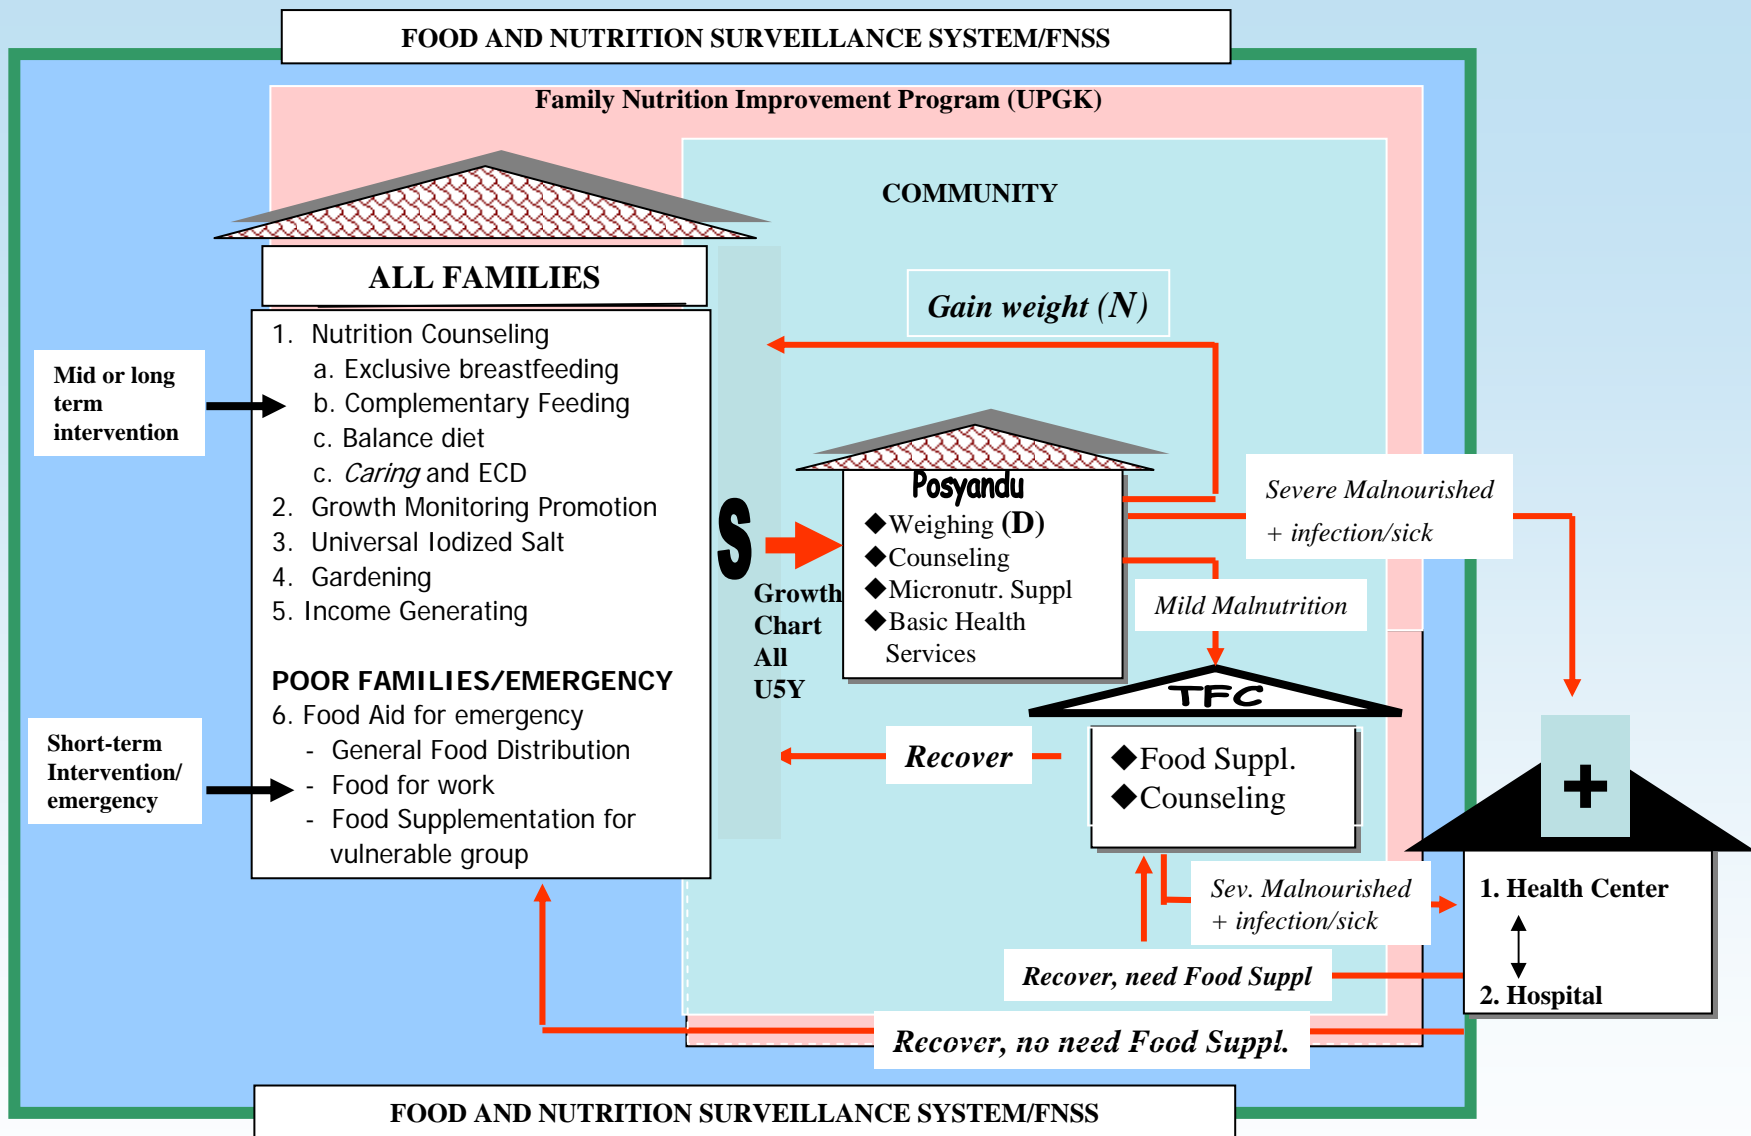 FOOD AND NUTRITION SURVEILLANCE SYSTEM/FNSS
Family Nutrition Improvement Program (UPGK)
COMMUNITY
ALL FAMILIES
1. Nutrition Counseling
a. Exclusive breastfeeding
b. Complementary Feeding
c. Balance diet
c. Caring and ECD
2. Growth Monitoring Promotion
3. Universal Iodized Salt
4. Gardening
5. Income Generating
POOR FAMILIES/EMERGENCY
6. Food Aid for emergency
- General Food Distribution
- Food for work
- Food Supplementation for
vulnerable group
Mid or long
term
intervention
Short-term
Intervention/
emergency
S
Growth
Chart
All
U5Y
Gain weight (N)
Posyandu
◆Weighing (D)
◆Counseling
◆Micronutr. Suppl
◆Basic Health
Services
Severe Malnourished
+ infection/sick
Mild Malnutrition
TFC
◆Food Suppl.
◆Counseling
Recover
Sev. Malnourished
+ infection/sick
Recover, need Food Suppl
Recover, no need Food Suppl.
+
1. Health Center
2. Hospital
FOOD AND NUTRITION SURVEILLANCE SYSTEM/FNSS